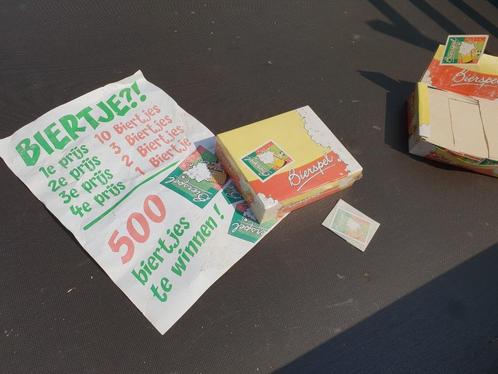 BIERTJE?!
1e prijs 10 Biertjes
2e prijs 3 Biertjes
3e prijs 2 Biertjes
4e prijs 1 Biertje
500
biertjes
te winnen!
Bierspel
Bierspel